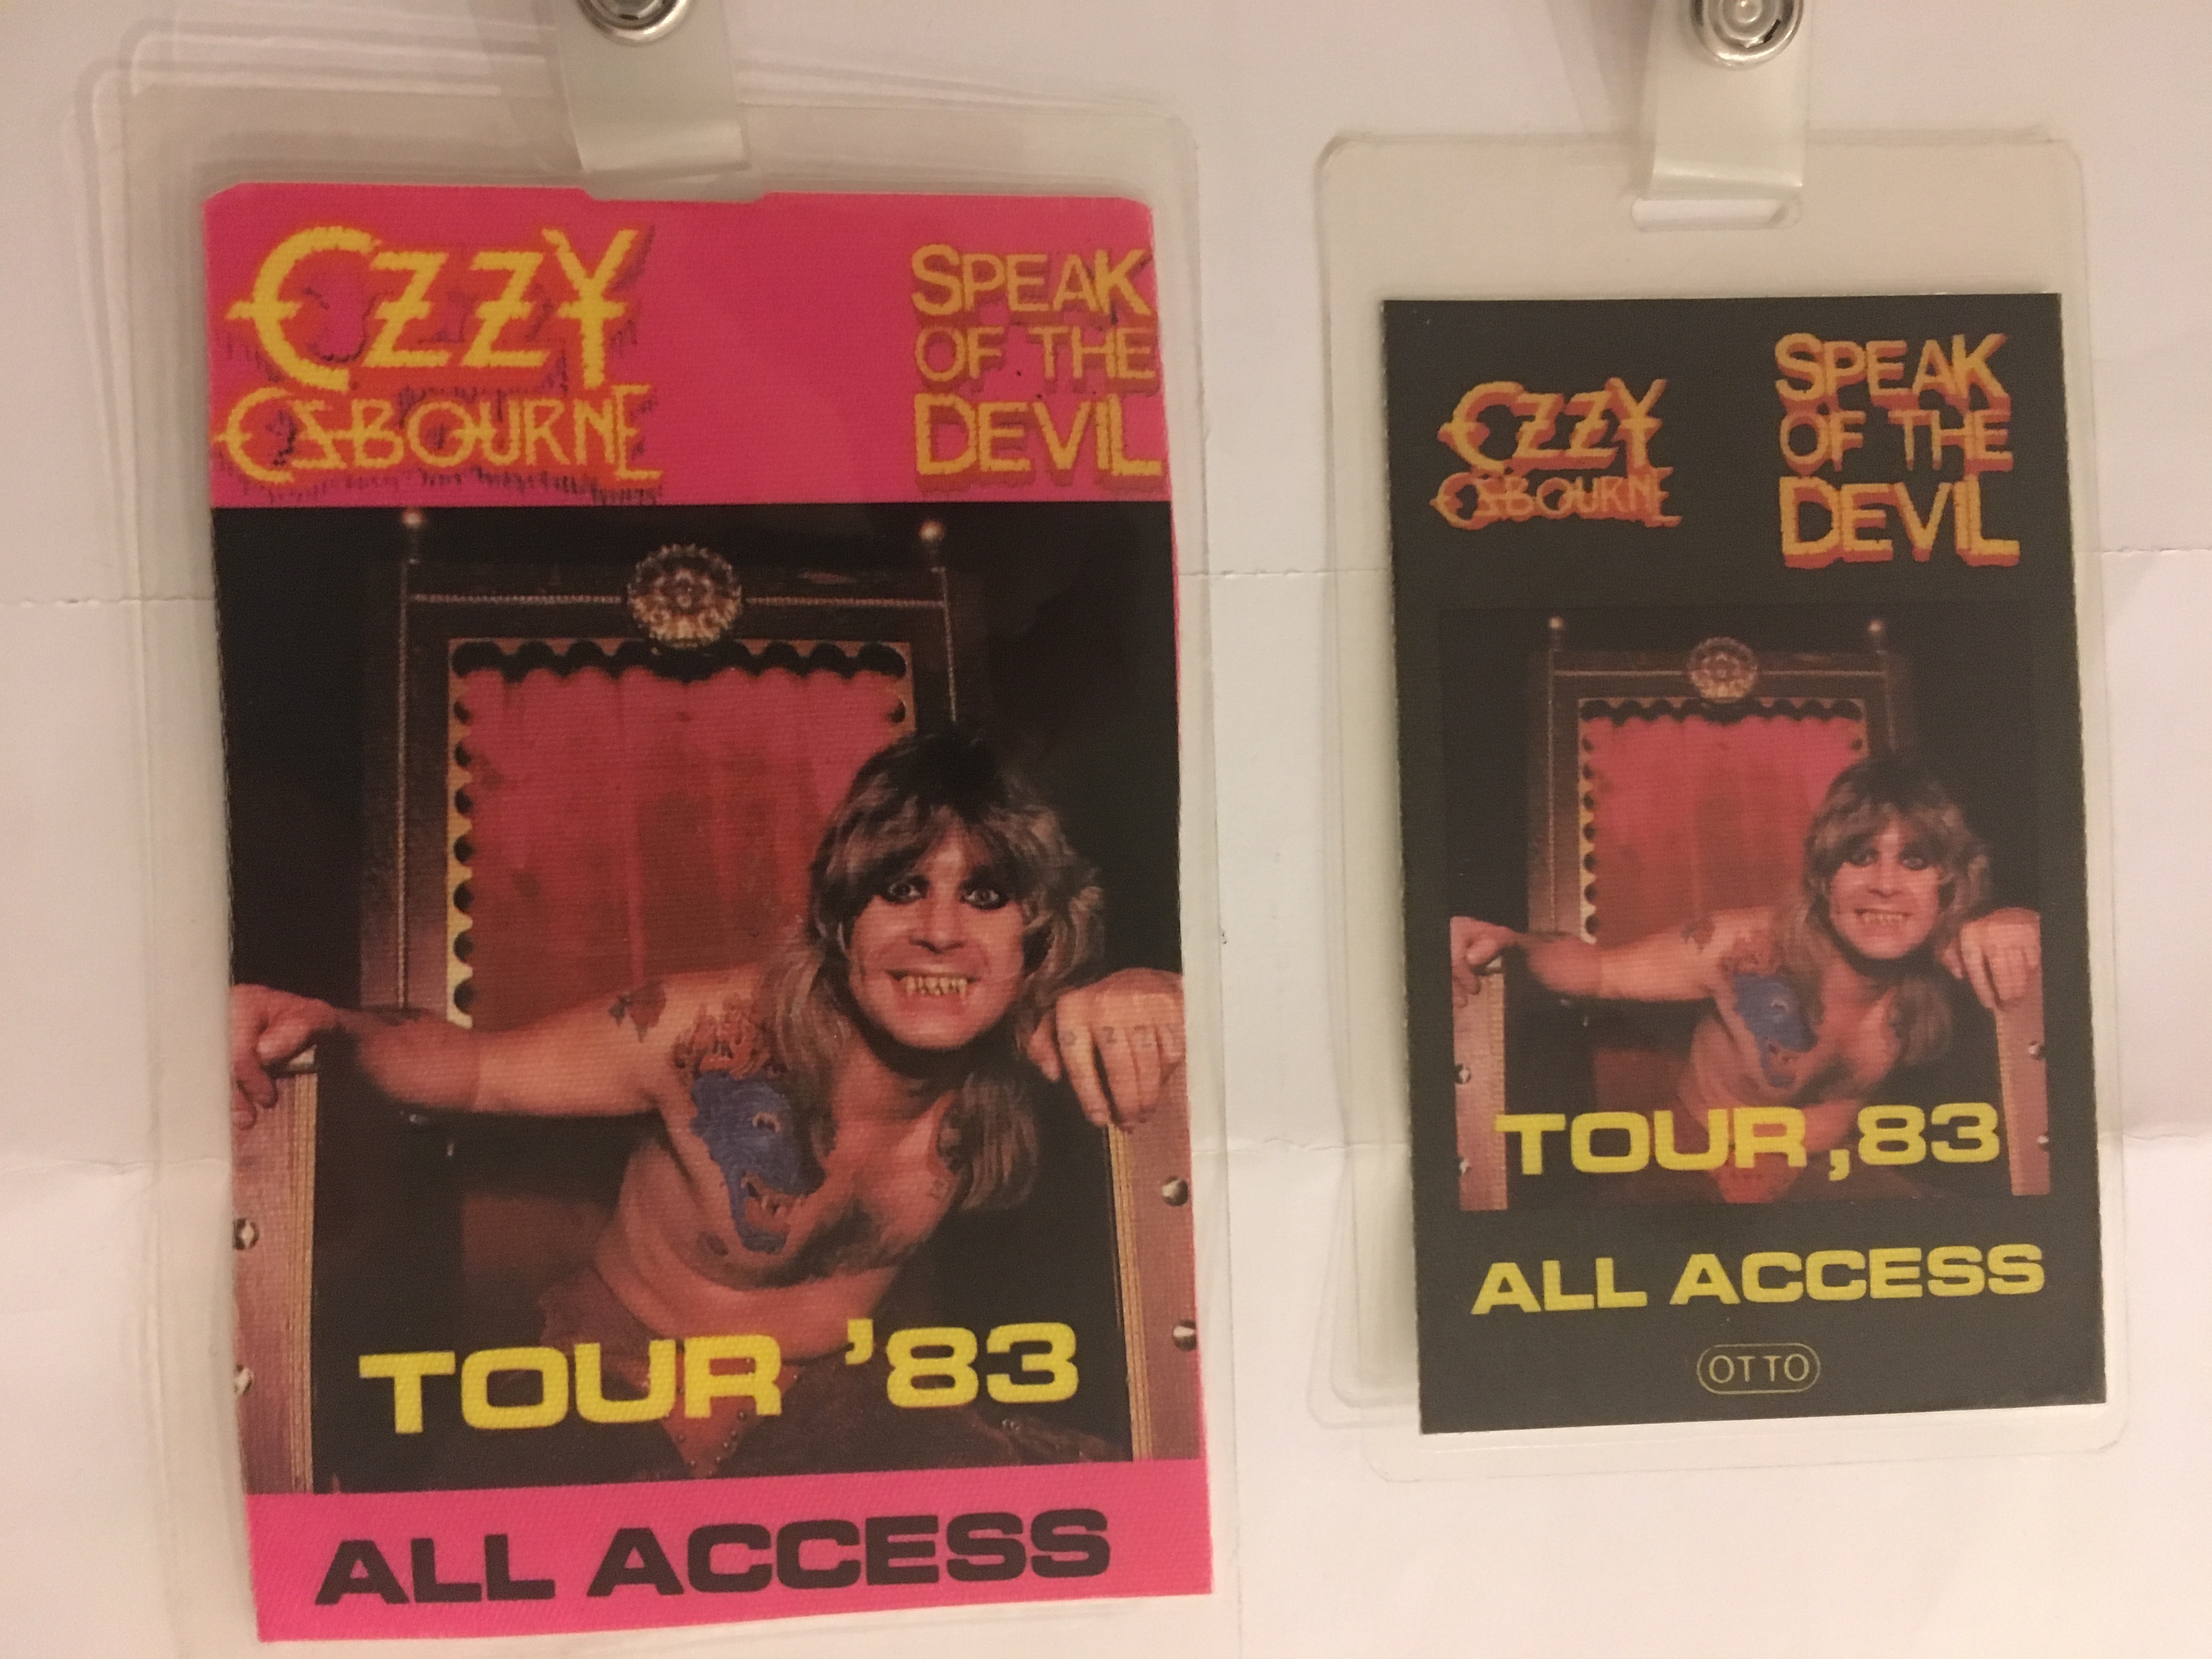 OZZY
OSBOURNE
SPEAK
OF THE
DEVIL
TOUR '83
ALL ACCESS
OZZY
OSBOURNE
SPEAK
OF THE
DEVIL
TOUR ,83
ALL ACCESS
OTTO